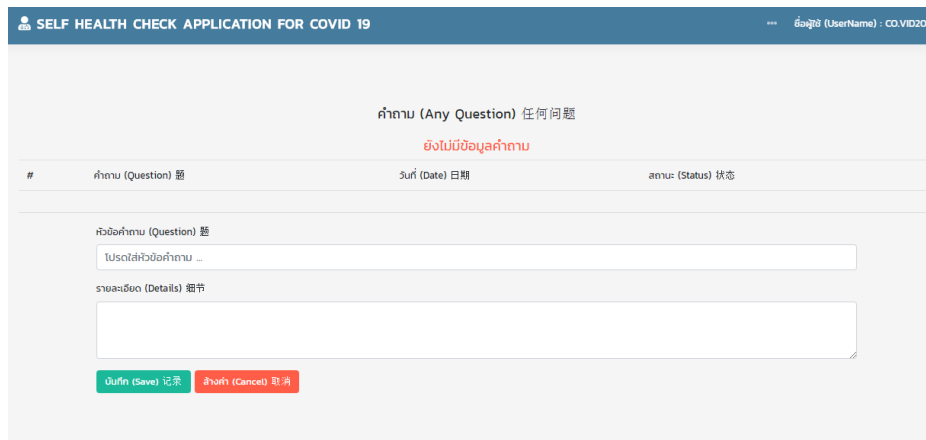 SELF HEALTH CHECK APPLICATION FOR COVID 19 ชื่อผู้ใช้ (UserName) : CO.VID2O
คำถาม (Any Question) 任何问题
ยังไม่มีข้อมูลคำถาม
# คำถาม (Question) 题 วันที่ (Date) 日期 สถานะ (Status) 状态
หัวข้อคำถาม (Question) 题
โปรดใส่หัวข้อคำถาม ...
รายละเอียด (Details) 细节
บันทึก (Save) 记录 ล้างค่า (Cancel) 取消